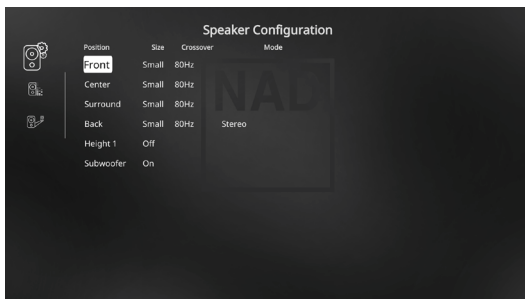 Speaker Configuration
Position Size Crossover Mode
Front Small 80Hz
Center Small 80Hz
Surround Small 80Hz
Back Small 80Hz Stereo
Height 1 Off
Subwoofer On
NAD